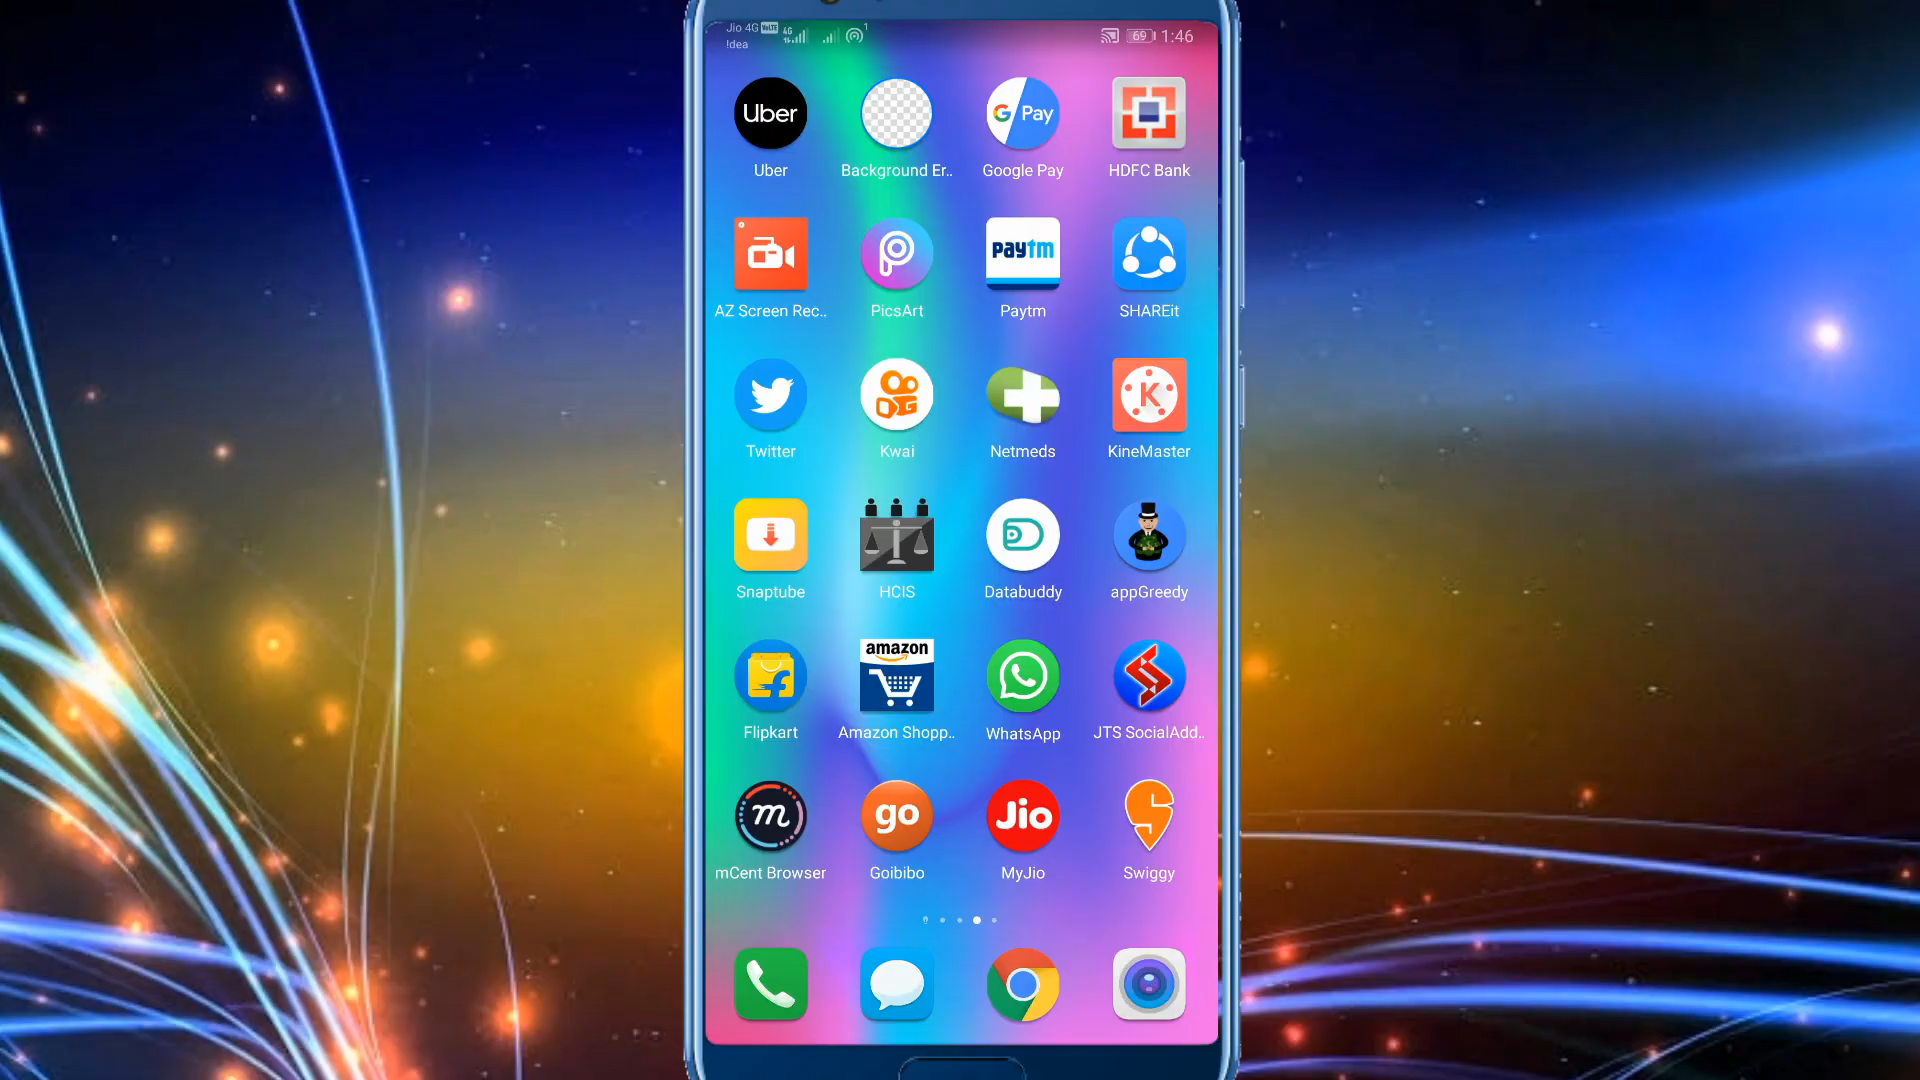 Jio 4G VoLTE 4G 1 69 1:46
!dea
Uber
G Pay
Uber
Background Er..
Google Pay
HDFC Bank
paytm
AZ Screen Rec..
PicsArt
Paytm
SHAREit
K
Twitter
Kwai
Netmeds
KineMaster
Snaptube
HCIS
Databuddy
appGreedy
amazon
Flipkart
Amazon Shopp..
WhatsApp
JTS SocialAdd..
m
go
Jio
mCent Browser
Goibibo
MyJio
Swiggy